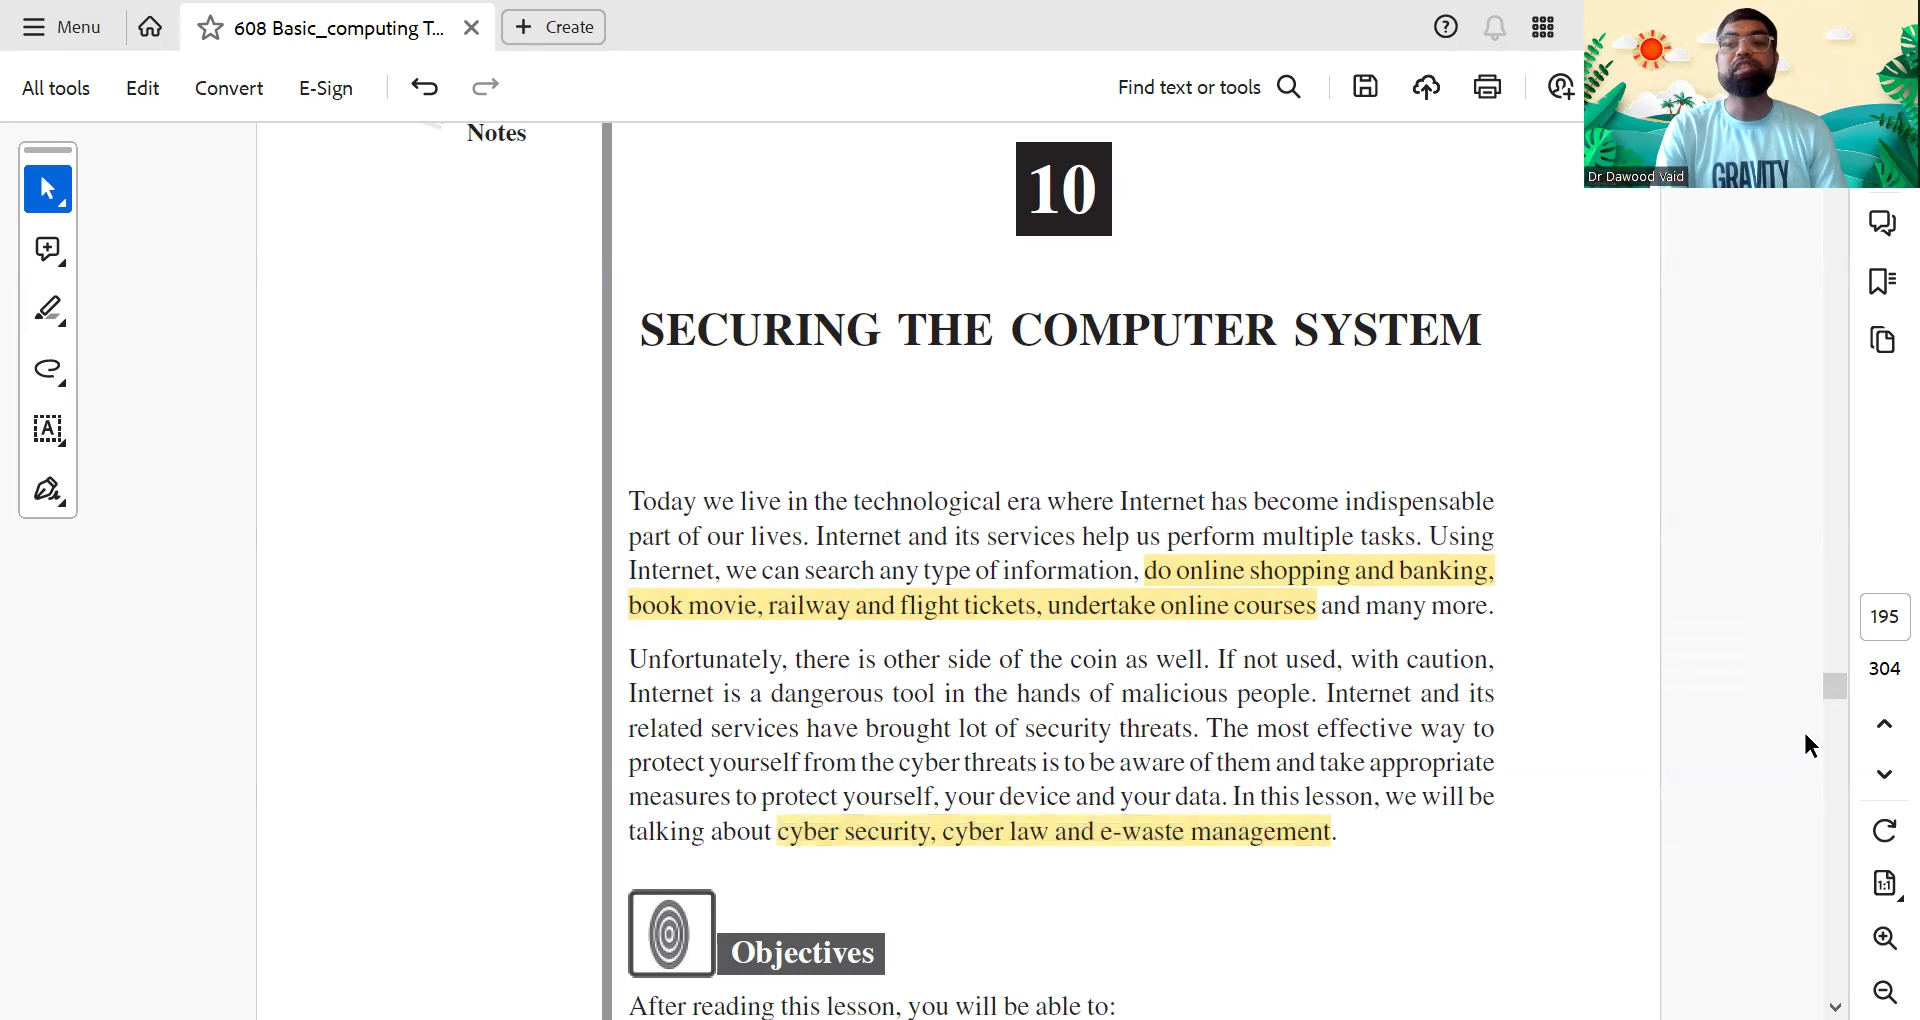 Menu
608 Basic_computing T...
Create
All tools
Edit
Convert
E-Sign
Find text or tools
Dr Dawood Vaid
GRAVITY
Notes
10
SECURING THE COMPUTER SYSTEM
Today we live in the technological era where Internet has become indispensable
part of our lives. Internet and its services help us perform multiple tasks. Using
Internet, we can search any type of information, do online shopping and banking,
book movie, railway and flight tickets, undertake online courses and many more.
Unfortunately, there is other side of the coin as well. If not used, with caution,
Internet is a dangerous tool in the hands of malicious people. Internet and its
related services have brought lot of security threats. The most effective way to
protect yourself from the cyber threats is to be aware of them and take appropriate
measures to protect yourself, your device and your data. In this lesson, we will be
talking about cyber security, cyber law and e-waste management.
Objectives
After reading this lesson, you will be able to:
195
304